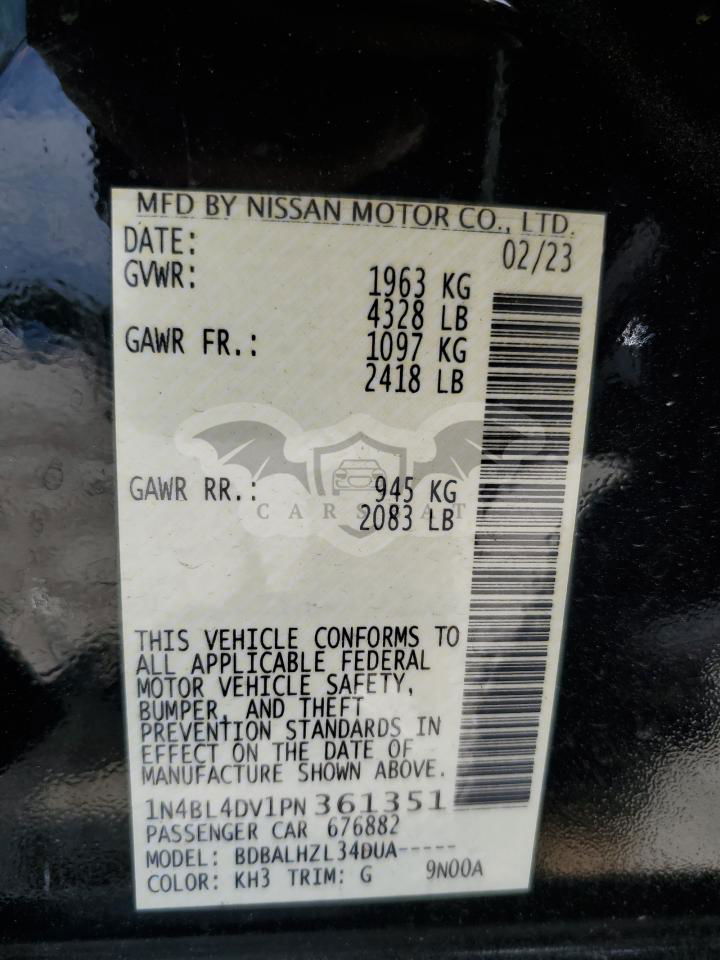 MFD BY NISSAN MOTOR CO., LTD.
DATE: 02/23
GVWR: 1963 KG
4328 LB
GAWR FR.: 1097 KG
2418 LB
GAWR RR.: 945 KG
2083 LB
THIS VEHICLE CONFORMS TO
ALL APPLICABLE FEDERAL
MOTOR VEHICLE SAFETY,
BUMPER, AND THEFT
PREVENTION STANDARDS IN
EFFECT ON THE DATE OF
MANUFACTURE SHOWN ABOVE.
1N4BL4DV1PN 361351
PASSENGER CAR 676882
MODEL: BDBALHZL34DUA-----
COLOR: KH3 TRIM: G 9N00A